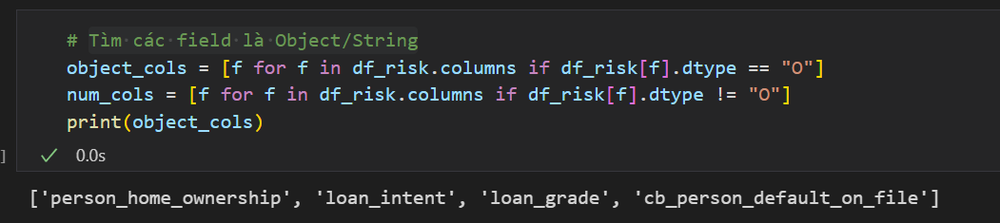 # Tìm các field là Object/String
object_cols = [f for f in df_risk.columns if df_risk[f].dtype == "O"]
num_cols = [f for f in df_risk.columns if df_risk[f].dtype != "O"]
print(object_cols)
] 0.0s
['person_home_ownership', 'loan_intent', 'loan_grade', 'cb_person_default_on_file']